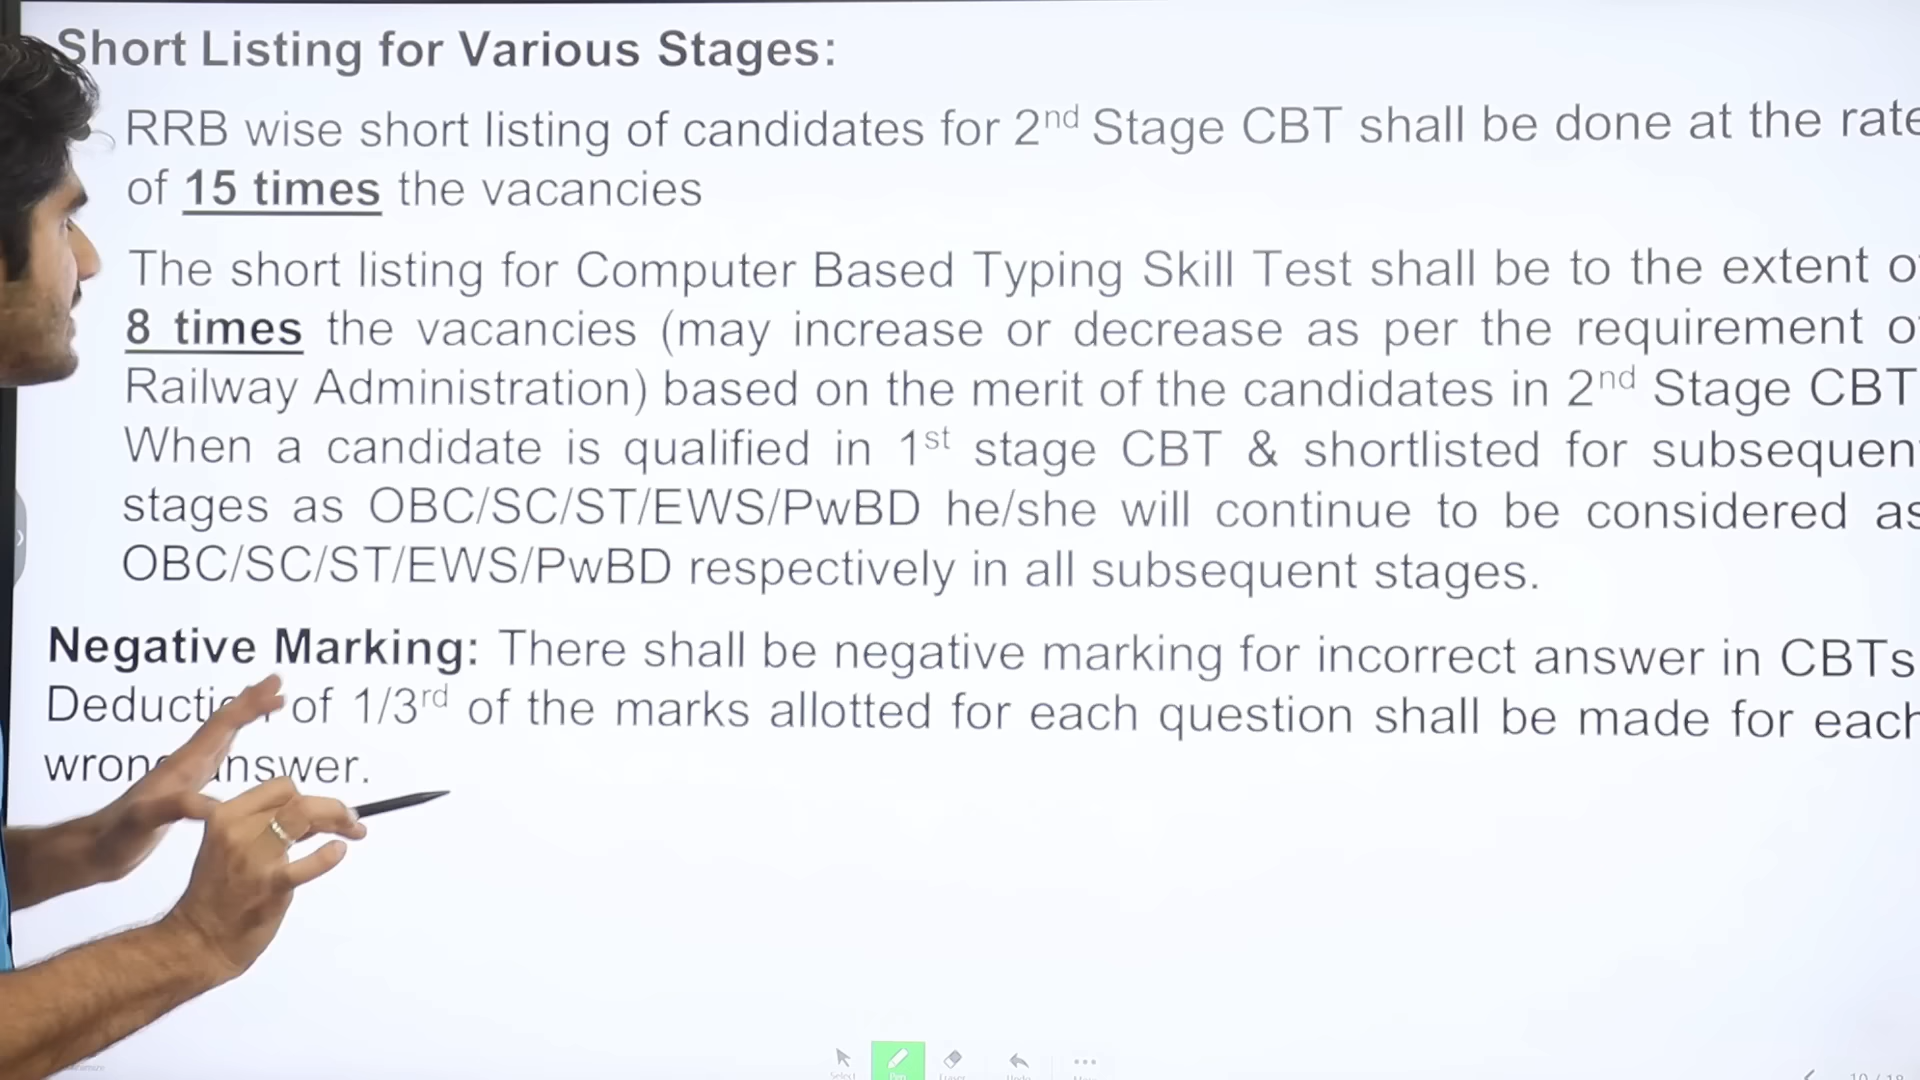 Short Listing for Various Stages:
RRB wise short listing of candidates for 2nd Stage CBT shall be done at the rate
of 15 times the vacancies
The short listing for Computer Based Typing Skill Test shall be to the extent
8 times the vacancies (may increase or decrease as per the requirement
Railway Administration) based on the merit of the candidates in 2nd Stage CBT
When a candidate is qualified in 1st stage CBT & shortlisted for
stages as OBC/SC/ST/EWS/PwBD he/she will continue to be considered as
OBC/SC/ST/EWS/PwBD respectively in all subsequent stages.
Negative Marking: There shall be negative marking for incorrect answer in CBTs
of 1/3rd of the marks allotted for each question shall be made for each
Select Pen Eraser Undo